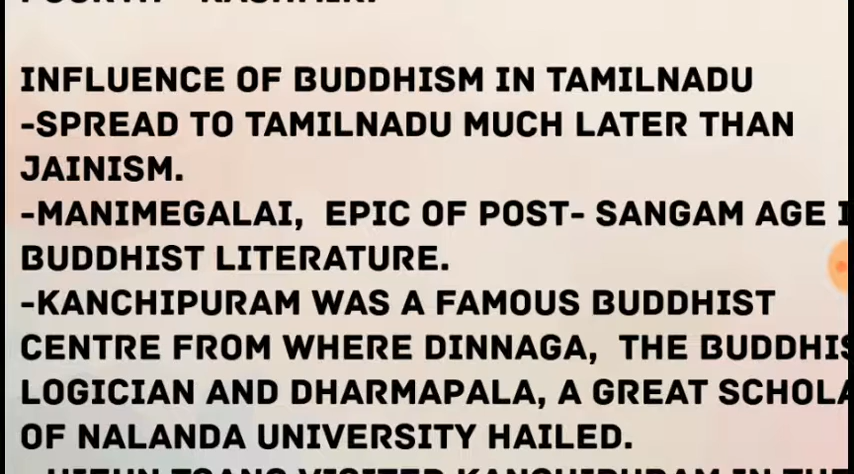 INFLUENCE OF BUDDHISM IN TAMILNADU
-SPREAD TO TAMILNADU MUCH LATER THAN
JAINISM.
-MANIMEGALAI, EPIC OF POST- SANGAM AGE
BUDDHIST LITERATURE.
-KANCHIPURAM WAS A FAMOUS BUDDHIST
CENTRE FROM WHERE DINNAGA, THE
LOGICIAN AND DHARMAPALA, A GREAT
OF NALANDA UNIVERSITY HAILED.